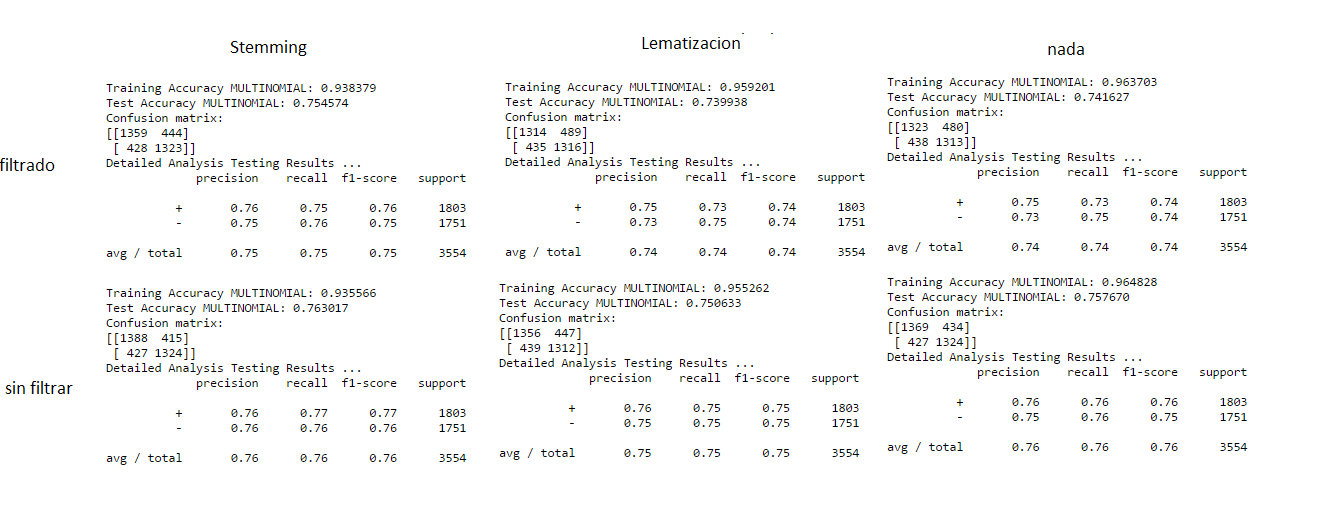 Stemming
Lematizacion
nada
filtrado
Training Accuracy MULTINOMIAL: 0.938379
Test Accuracy MULTINOMIAL: 0.754574
Confusion matrix:
[[1359 444]
[ 428 1323]]
Detailed Analysis Testing Results ...
precision recall f1-score support
+ 0.76 0.75 0.76 1803
- 0.75 0.76 0.75 1751
avg / total 0.75 0.75 0.75 3554
Training Accuracy MULTINOMIAL: 0.959201
Test Accuracy MULTINOMIAL: 0.739938
Confusion matrix:
[[1314 489]
[ 435 1316]]
Detailed Analysis Testing Results ...
precision recall f1-score support
+ 0.75 0.73 0.74 1803
- 0.73 0.75 0.74 1751
avg / total 0.74 0.74 0.74 3554
Training Accuracy MULTINOMIAL: 0.963703
Test Accuracy MULTINOMIAL: 0.741627
Confusion matrix:
[[1323 480]
[ 438 1313]]
Detailed Analysis Testing Results ...
precision recall f1-score support
+ 0.75 0.73 0.74 1803
- 0.73 0.75 0.74 1751
avg / total 0.74 0.74 0.74 3554
sin filtrar
Training Accuracy MULTINOMIAL: 0.935566
Test Accuracy MULTINOMIAL: 0.763017
Confusion matrix:
[[1388 415]
[ 427 1324]]
Detailed Analysis Testing Results ...
precision recall f1-score support
+ 0.76 0.77 0.77 1803
- 0.76 0.76 0.76 1751
avg / total 0.76 0.76 0.76 3554
Training Accuracy MULTINOMIAL: 0.955262
Test Accuracy MULTINOMIAL: 0.750633
Confusion matrix:
[[1356 447]
[ 439 1312]]
Detailed Analysis Testing Results ...
precision recall f1-score support
+ 0.76 0.75 0.75 1803
- 0.75 0.75 0.75 1751
avg / total 0.75 0.75 0.75 3554
Training Accuracy MULTINOMIAL: 0.964828
Test Accuracy MULTINOMIAL: 0.757670
Confusion matrix:
[[1369 434]
[ 427 1324]]
Detailed Analysis Testing Results ...
precision recall f1-score support
+ 0.76 0.76 0.76 1803
- 0.75 0.76 0.75 1751
avg / total 0.76 0.76 0.76 3554